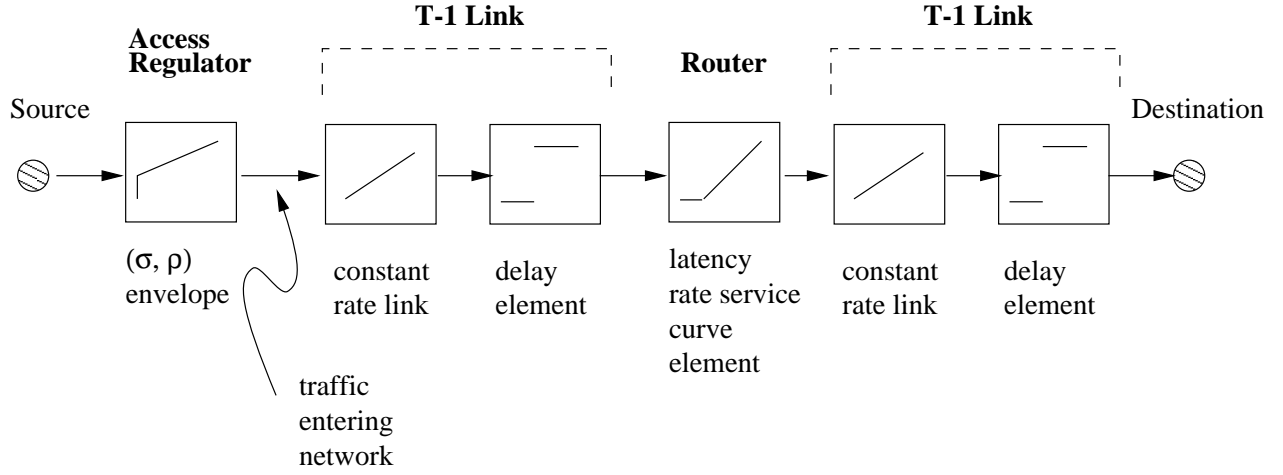 T-1 Link
T-1 Link
Access
Regulator
Router
Source
Destination
(σ, ρ)
envelope
constant
rate link
delay
element
latency
rate service
curve
element
constant
rate link
delay
element
traffic
entering
network